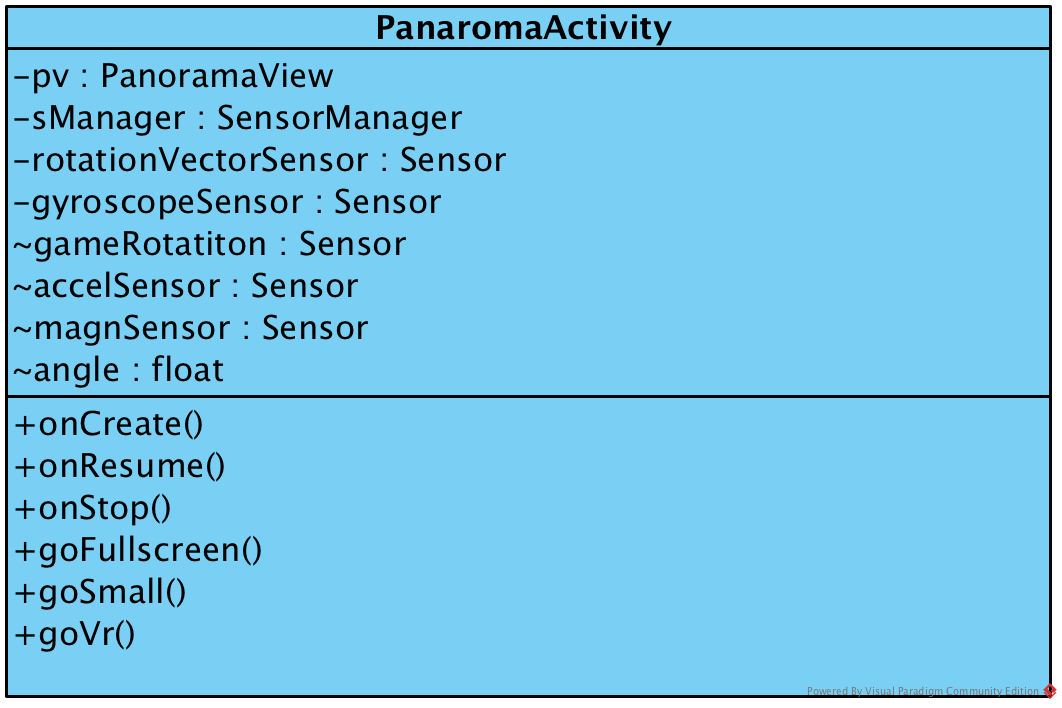 PanaromaActivity
-pv : PanoramaView
-sManager : SensorManager
-rotationVectorSensor : Sensor
-gyroscopeSensor : Sensor
~gameRotatiton : Sensor
~accelSensor : Sensor
~magnSensor : Sensor
~angle : float
+onCreate()
+onResume()
+onStop()
+goFullscreen()
+goSmall()
+goVr()
Powered By Visual Paradigm Community Edition